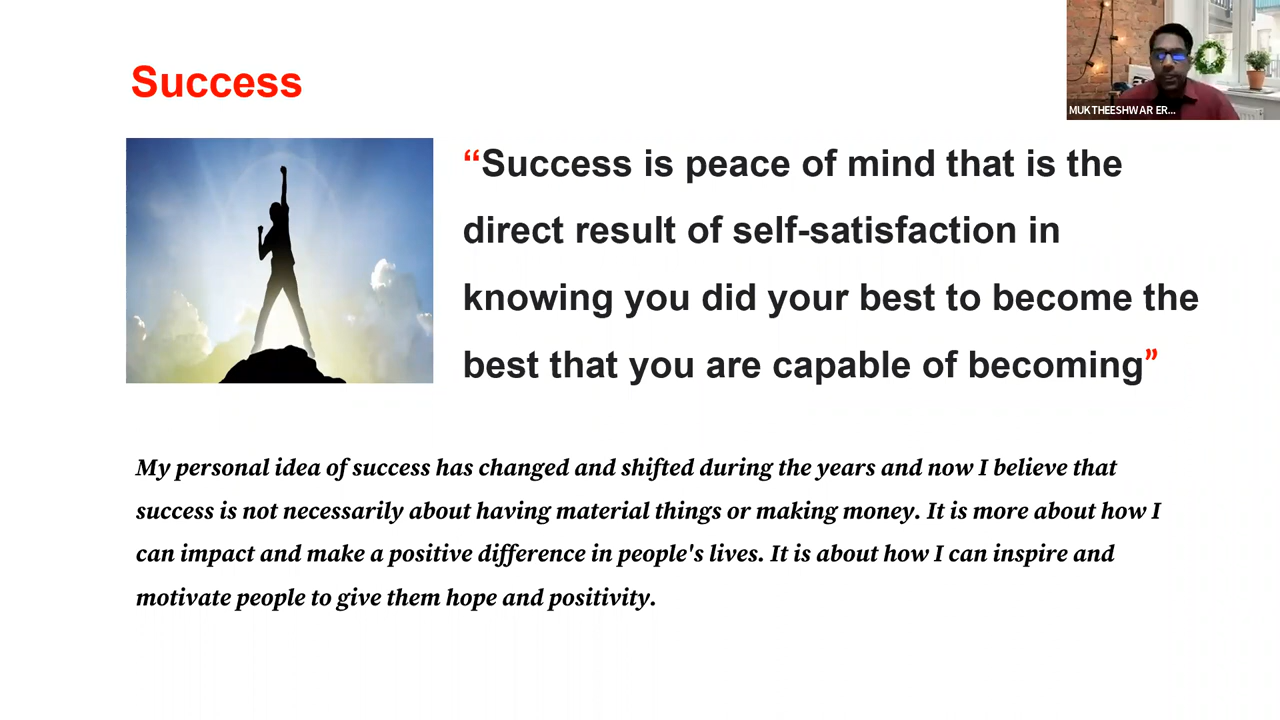 Success
MUKTHEESHWAR ER...
“Success is peace of mind that is the
direct result of self-satisfaction in
knowing you did your best to become the
best that you are capable of becoming”
My personal idea of success has changed and shifted during the years and now I believe that
success is not necessarily about having material things or making money. It is more about how I
can impact and make a positive difference in people's lives. It is about how I can inspire and
motivate people to give them hope and positivity.